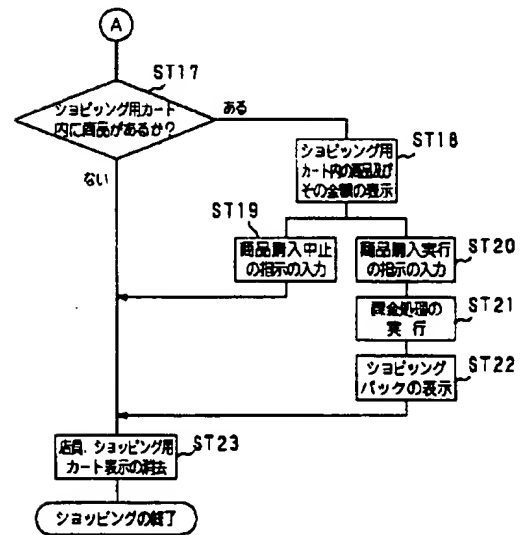 A
ST17
ショピッング用カート
内に商品があるか?
ある
ST18
ショピッング用
カート内の商品及び
その金額の表示
ない
ST19
商品購入中止
の指示の入力
商品購入実行
の指示の入力
ST20
課金処理の
実行
ST21
ショピッング
バックの表示
ST22
店員、ショッピング用
カート表示の消去
ST23
ショッピングの終了